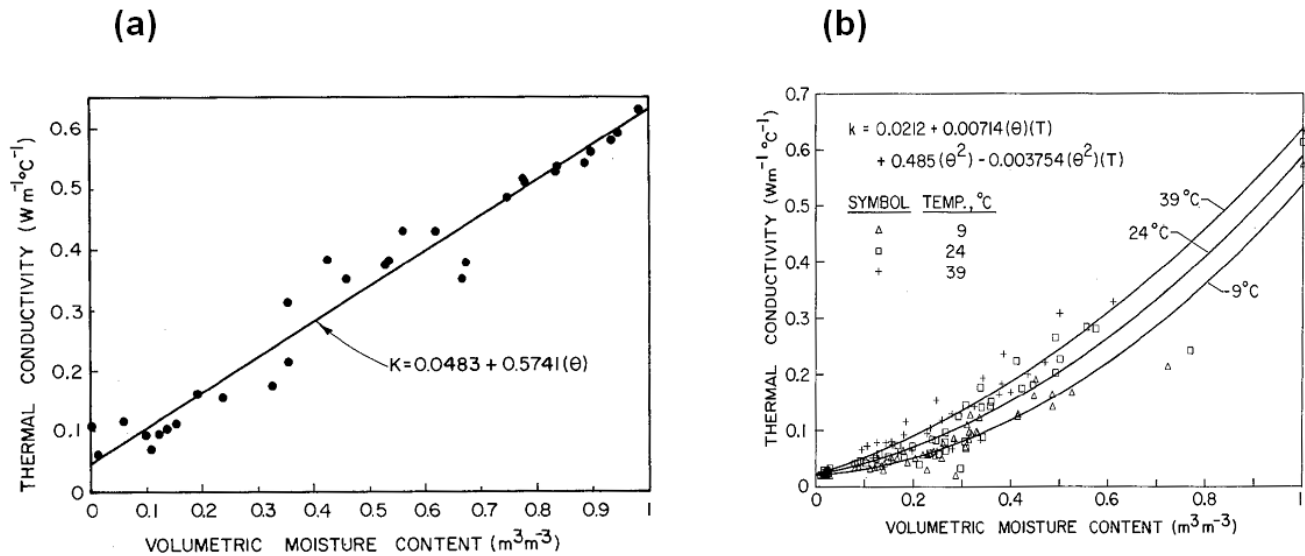 (a)
THERMAL CONDUCTIVITY (W m⁻¹ °C⁻¹)
0.6
0.5
0.4
0.3
0.2
0.1
0
K=0.0483 + 0.5741(θ)
0 0.1 0.2 0.3 0.4 0.5 0.6 0.7 0.8 0.9 1
VOLUMETRIC MOISTURE CONTENT (m³m⁻³)
(b)
THERMAL CONDUCTIVITY (Wm⁻¹ °C⁻¹)
0.7
0.6
0.5
0.4
0.3
0.2
0.1
0
k = 0.0212 + 0.00714(θ)(T)
+ 0.485(θ²) − 0.003754(θ²)(T)
SYMBOL TEMP., °C
△ 9
□ 24
+ 39
39°C
24°C
9°C
0 0.2 0.4 0.6 0.8 1
VOLUMETRIC MOISTURE CONTENT (m³m⁻³)